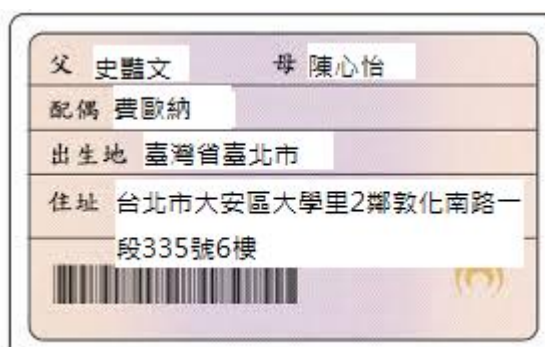 父 史豔文 母 陳心怡
配偶 費歐納
出生地 臺灣省臺北市
住址 台北市大安區大學里2鄰敦化南路一
段335號6樓